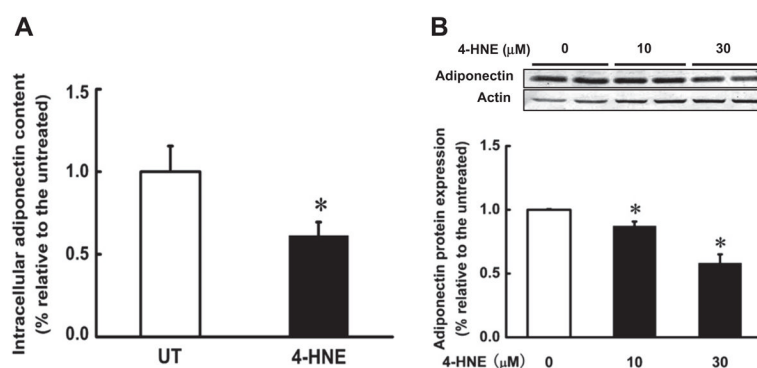 A
Intracellular adiponectin content
(% relative to the untreated)
1.5
1.0
0.5
0.0
*
UT 4-HNE
B
4-HNE (μM) 0 10 30
Adiponectin
Actin
Adiponectin protein expression
(% relative to the untreated)
1.5
1.0
0.5
0.0
*
*
4-HNE (μM) 0 10 30